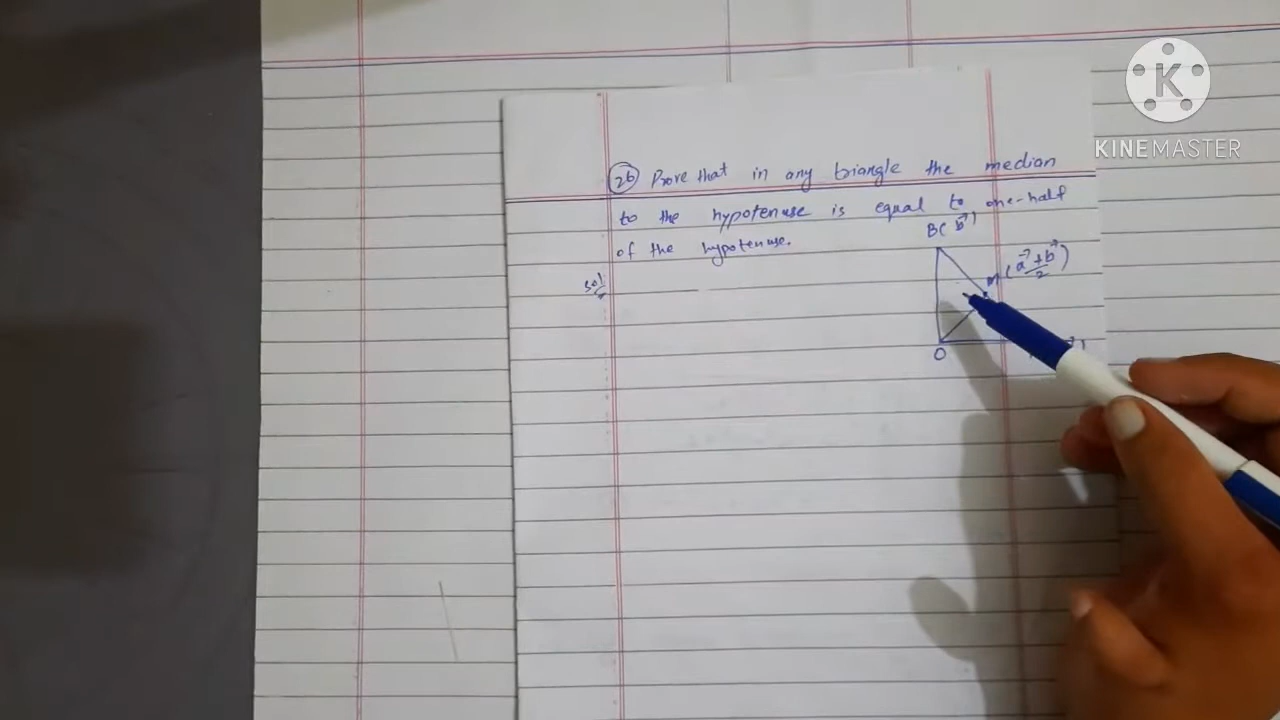 K
KINEMASTER
26 Prove that in any triangle the median
to the hypotenuse is equal to one-half
of the hypotenuse.
Sol
B(b⃗)
M(a⃗+b⃗/2)
O